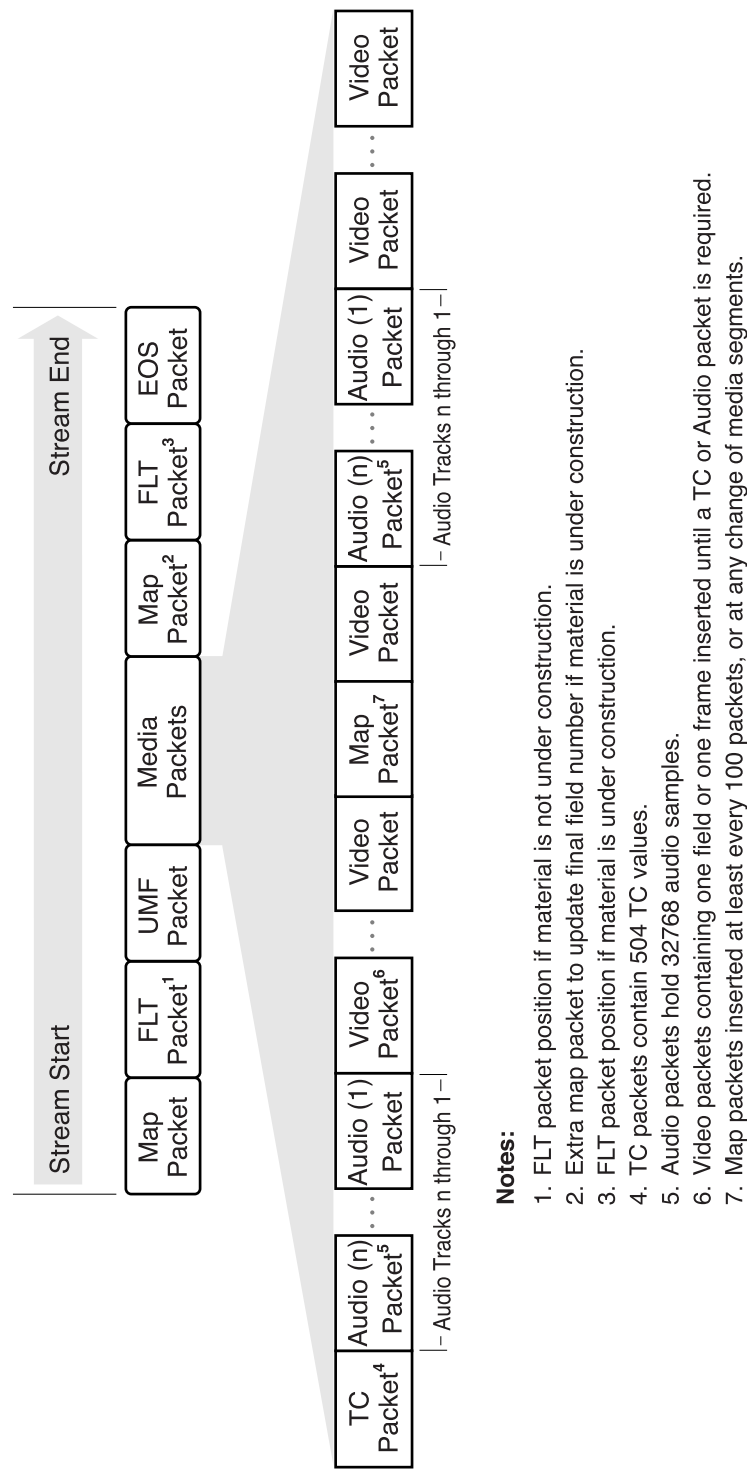 Stream Start
Stream End
Map
Packet
FLT
Packet1
UMF
Packet
Media
Packets
Map
Packet2
FLT
Packet3
EOS
Packet
TC
Packet4
Audio (n)
Packet5
....
Audio (1)
Packet
Video
Packet6
....
Video
Packet
Map
Packet7
Video
Packet
Audio (n)
Packet5
....
Audio (1)
Packet
Video
Packet
....
Video
Packet
Audio Tracks n through 1
Audio Tracks n through 1
Notes:
1. FLT packet position if material is not under construction.
2. Extra map packet to update final field number if material is under construction.
3. FLT packet position if material is under construction.
4. TC packets contain 504 TC values.
5. Audio packets hold 32768 audio samples.
6. Video packets containing one field or one frame inserted until a TC or Audio packet is required.
7. Map packets inserted at least every 100 packets, or at any change of media segments.